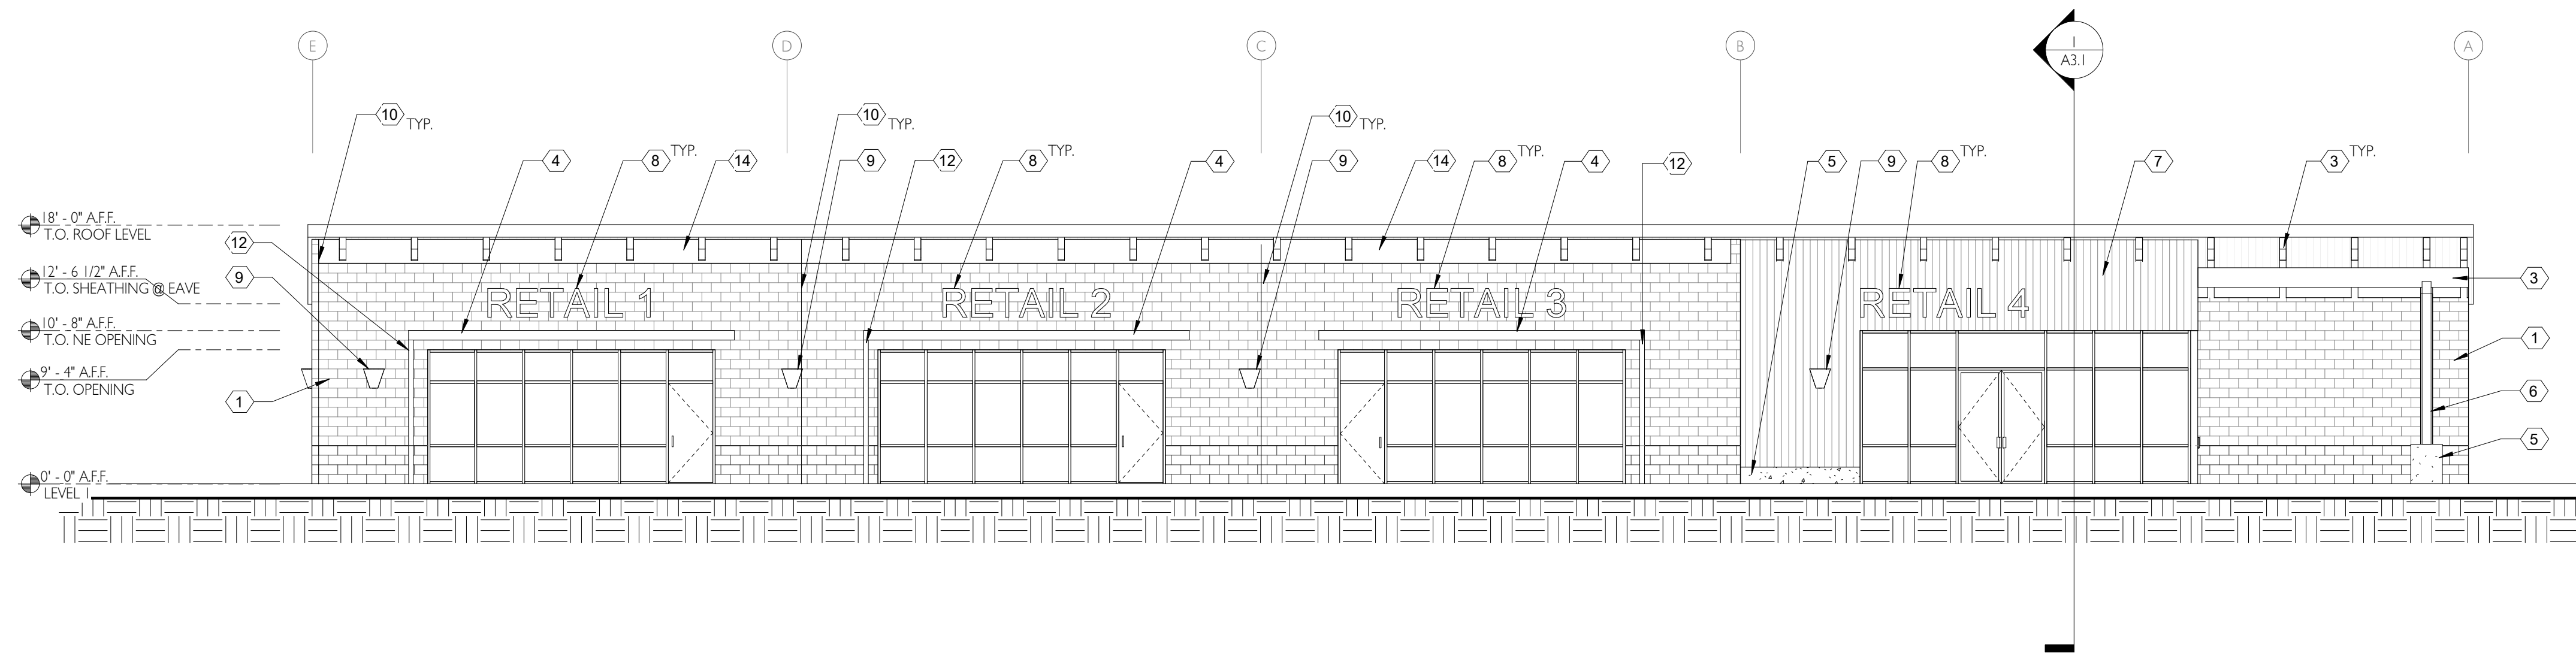 E
D
C
B
1
A3.1
A
10 TYP.
10 TYP.
10 TYP.
4
8 TYP.
14
9
12
8 TYP.
4
9
14
8 TYP.
4
12
5
9
8 TYP.
7
3 TYP.
18' - 0" A.F.F.
T.O. ROOF LEVEL
12
12' - 6 1/2" A.F.F.
T.O. SHEATHING @ EAVE
9
3
RETAIL 1
RETAIL 2
RETAIL 3
RETAIL 4
10' - 8" A.F.F.
T.O. NE OPENING
1
9' - 4" A.F.F.
T.O. OPENING
6
1
5
0' - 0" A.F.F.
LEVEL 1